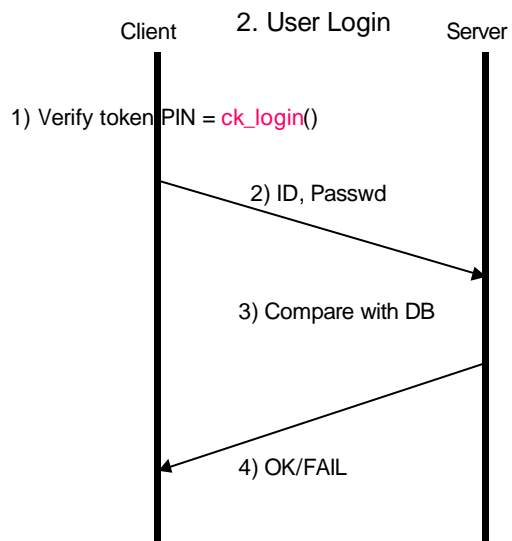 2. User Login
Client
Server
1) Verify token PIN = ck_login()
2) ID, Passwd
3) Compare with DB
4) OK/FAIL